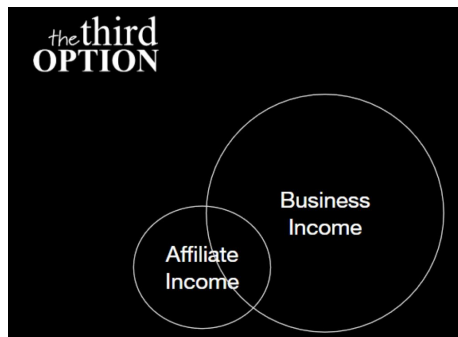 the third
OPTION
Business
Income
Affiliate
Income